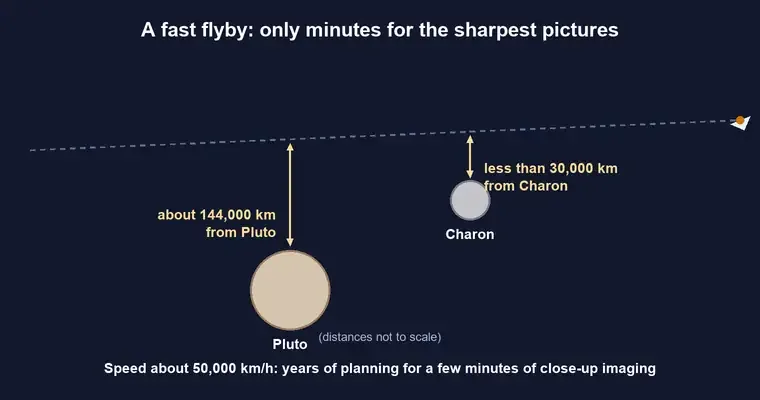 A fast flyby: only minutes for the sharpest pictures
less than 30,000 km
from Charon
about 144,000 km
from Pluto
Charon
Pluto
(distances not to scale)
Speed about 50,000 km/h: years of planning for a few minutes of close-up imaging